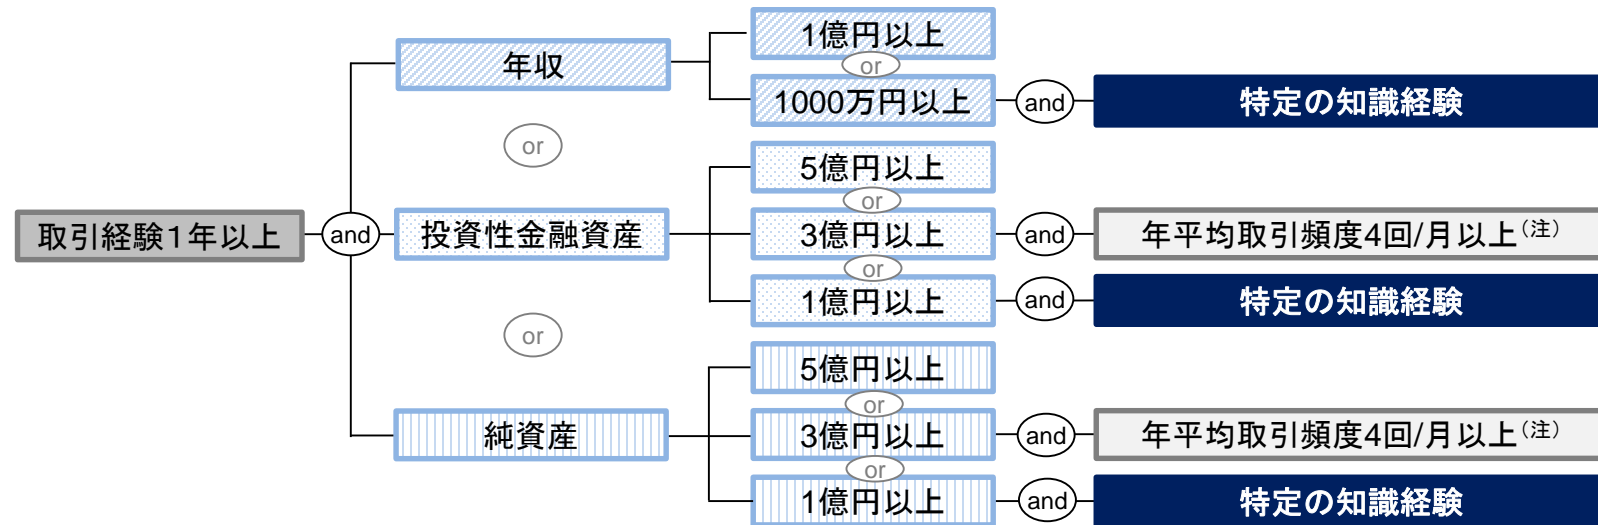 1億円以上
or
年収
1000万円以上
and
特定の知識経験
or
5億円以上
or
取引経験1年以上
and
投資性金融資産
3億円以上
and
年平均取引頻度4回/月以上(注)
or
1億円以上
and
特定の知識経験
or
5億円以上
or
純資産
3億円以上
and
年平均取引頻度4回/月以上(注)
or
1億円以上
and
特定の知識経験